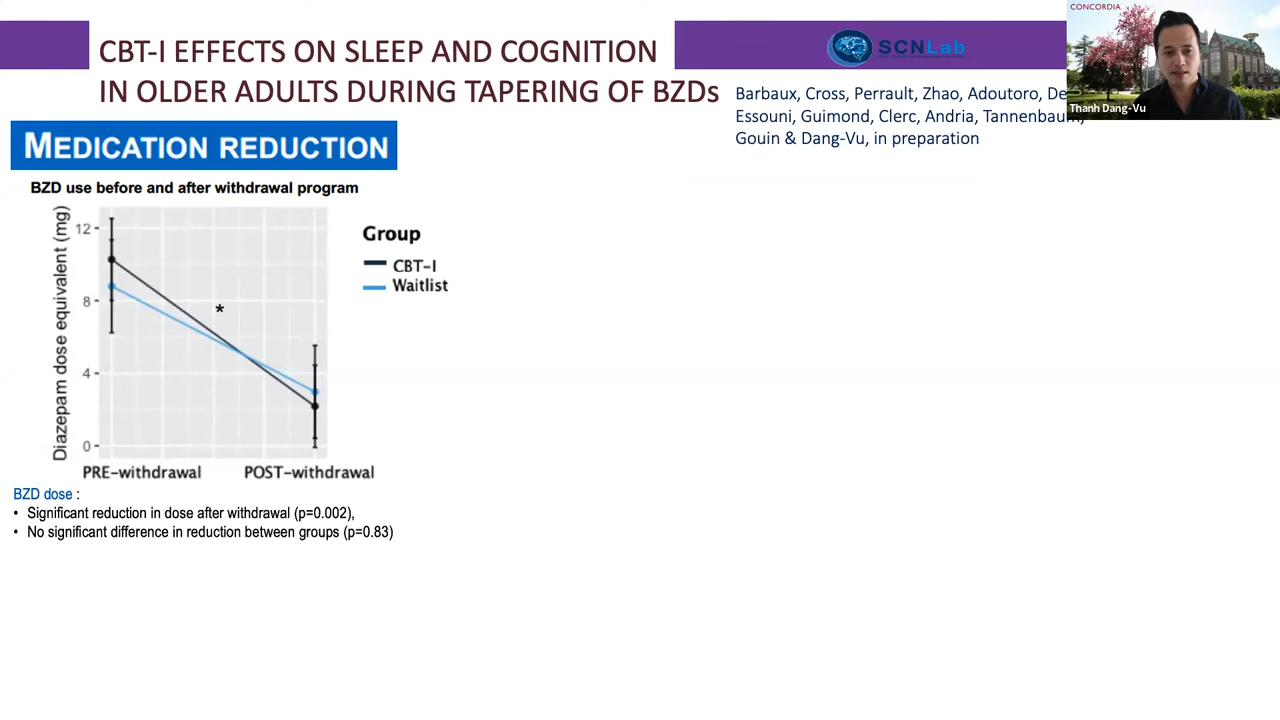 CONCORDIA
CBT-I EFFECTS ON SLEEP AND COGNITION
IN OLDER ADULTS DURING TAPERING OF BZDs
SCNLab
Barbaux, Cross, Perrault, Zhao, Adoutoro, De
Essouni, Guimond, Clerc, Andria, Tannenbaum,
Gouin & Dang-Vu, in preparation
Thanh Dang-Vu
MEDICATION REDUCTION
BZD use before and after withdrawal program
Diazepam dose equivalent (mg)
12
8
4
0
*
PRE-withdrawal
POST-withdrawal
Group
CBT-I
Waitlist
BZD dose :
• Significant reduction in dose after withdrawal (p=0.002),
• No significant difference in reduction between groups (p=0.83)